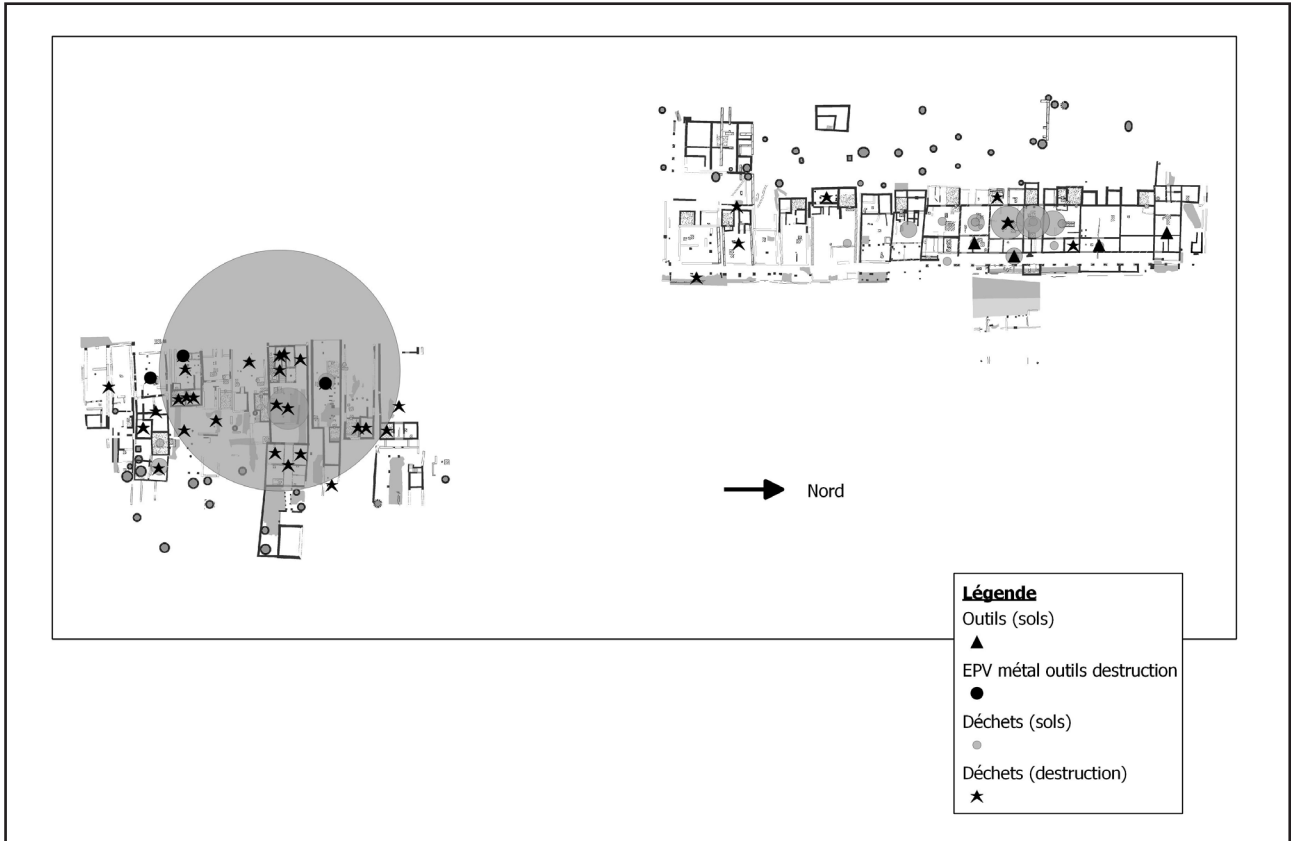 Nord
Légende
Outils (sols)
EPV métal outils destruction
Déchets (sols)
Déchets (destruction)